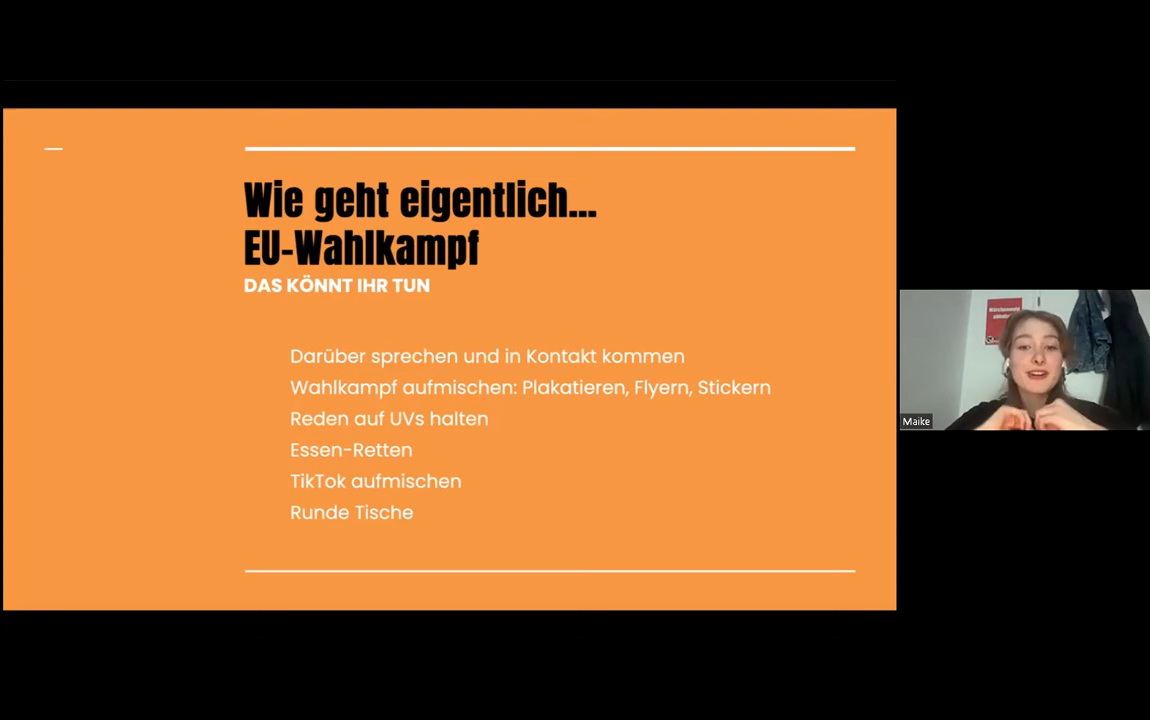 Wie geht eigentlich...
EU-Wahlkampf
DAS KÖNNT IHR TUN
Darüber sprechen und in Kontakt kommen
Wahlkampf aufmischen: Plakatieren, Flyern, Stickern
Reden auf UVs halten
Essen-Retten
TikTok aufmischen
Runde Tische
Maike